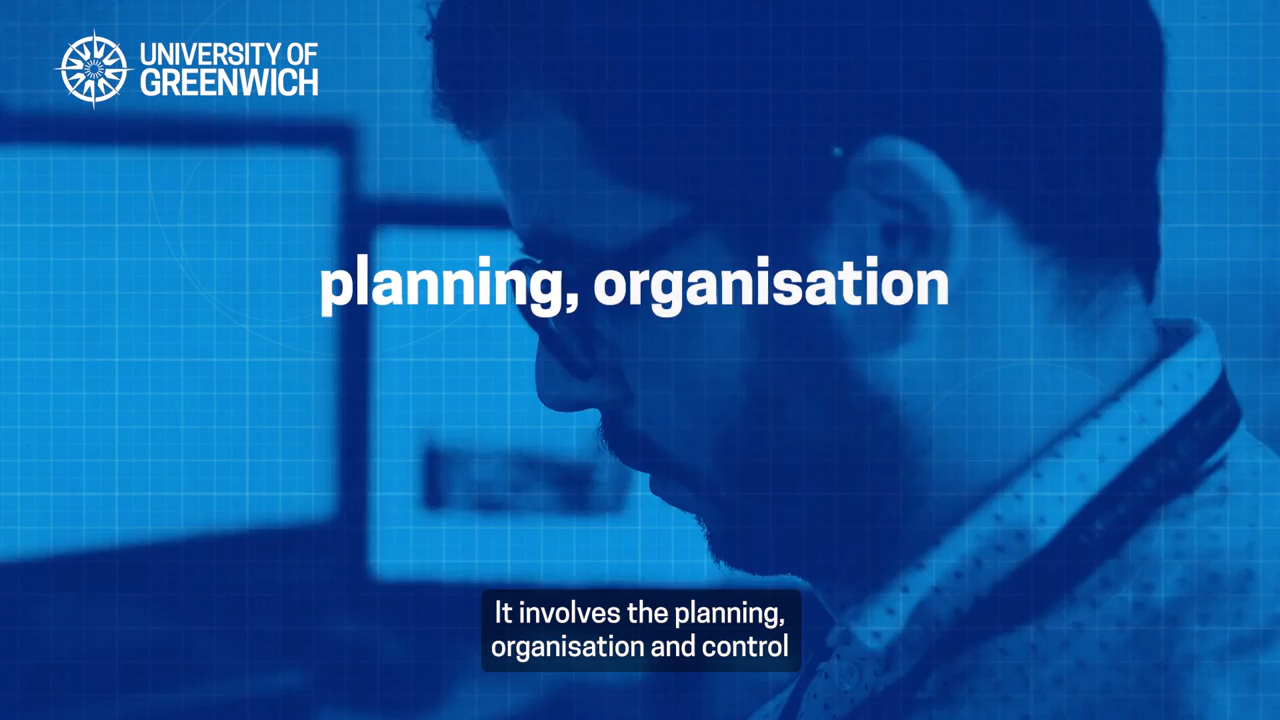 UNIVERSITY OF
GREENWICH
planning, organisation
It involves the planning,
organisation and control